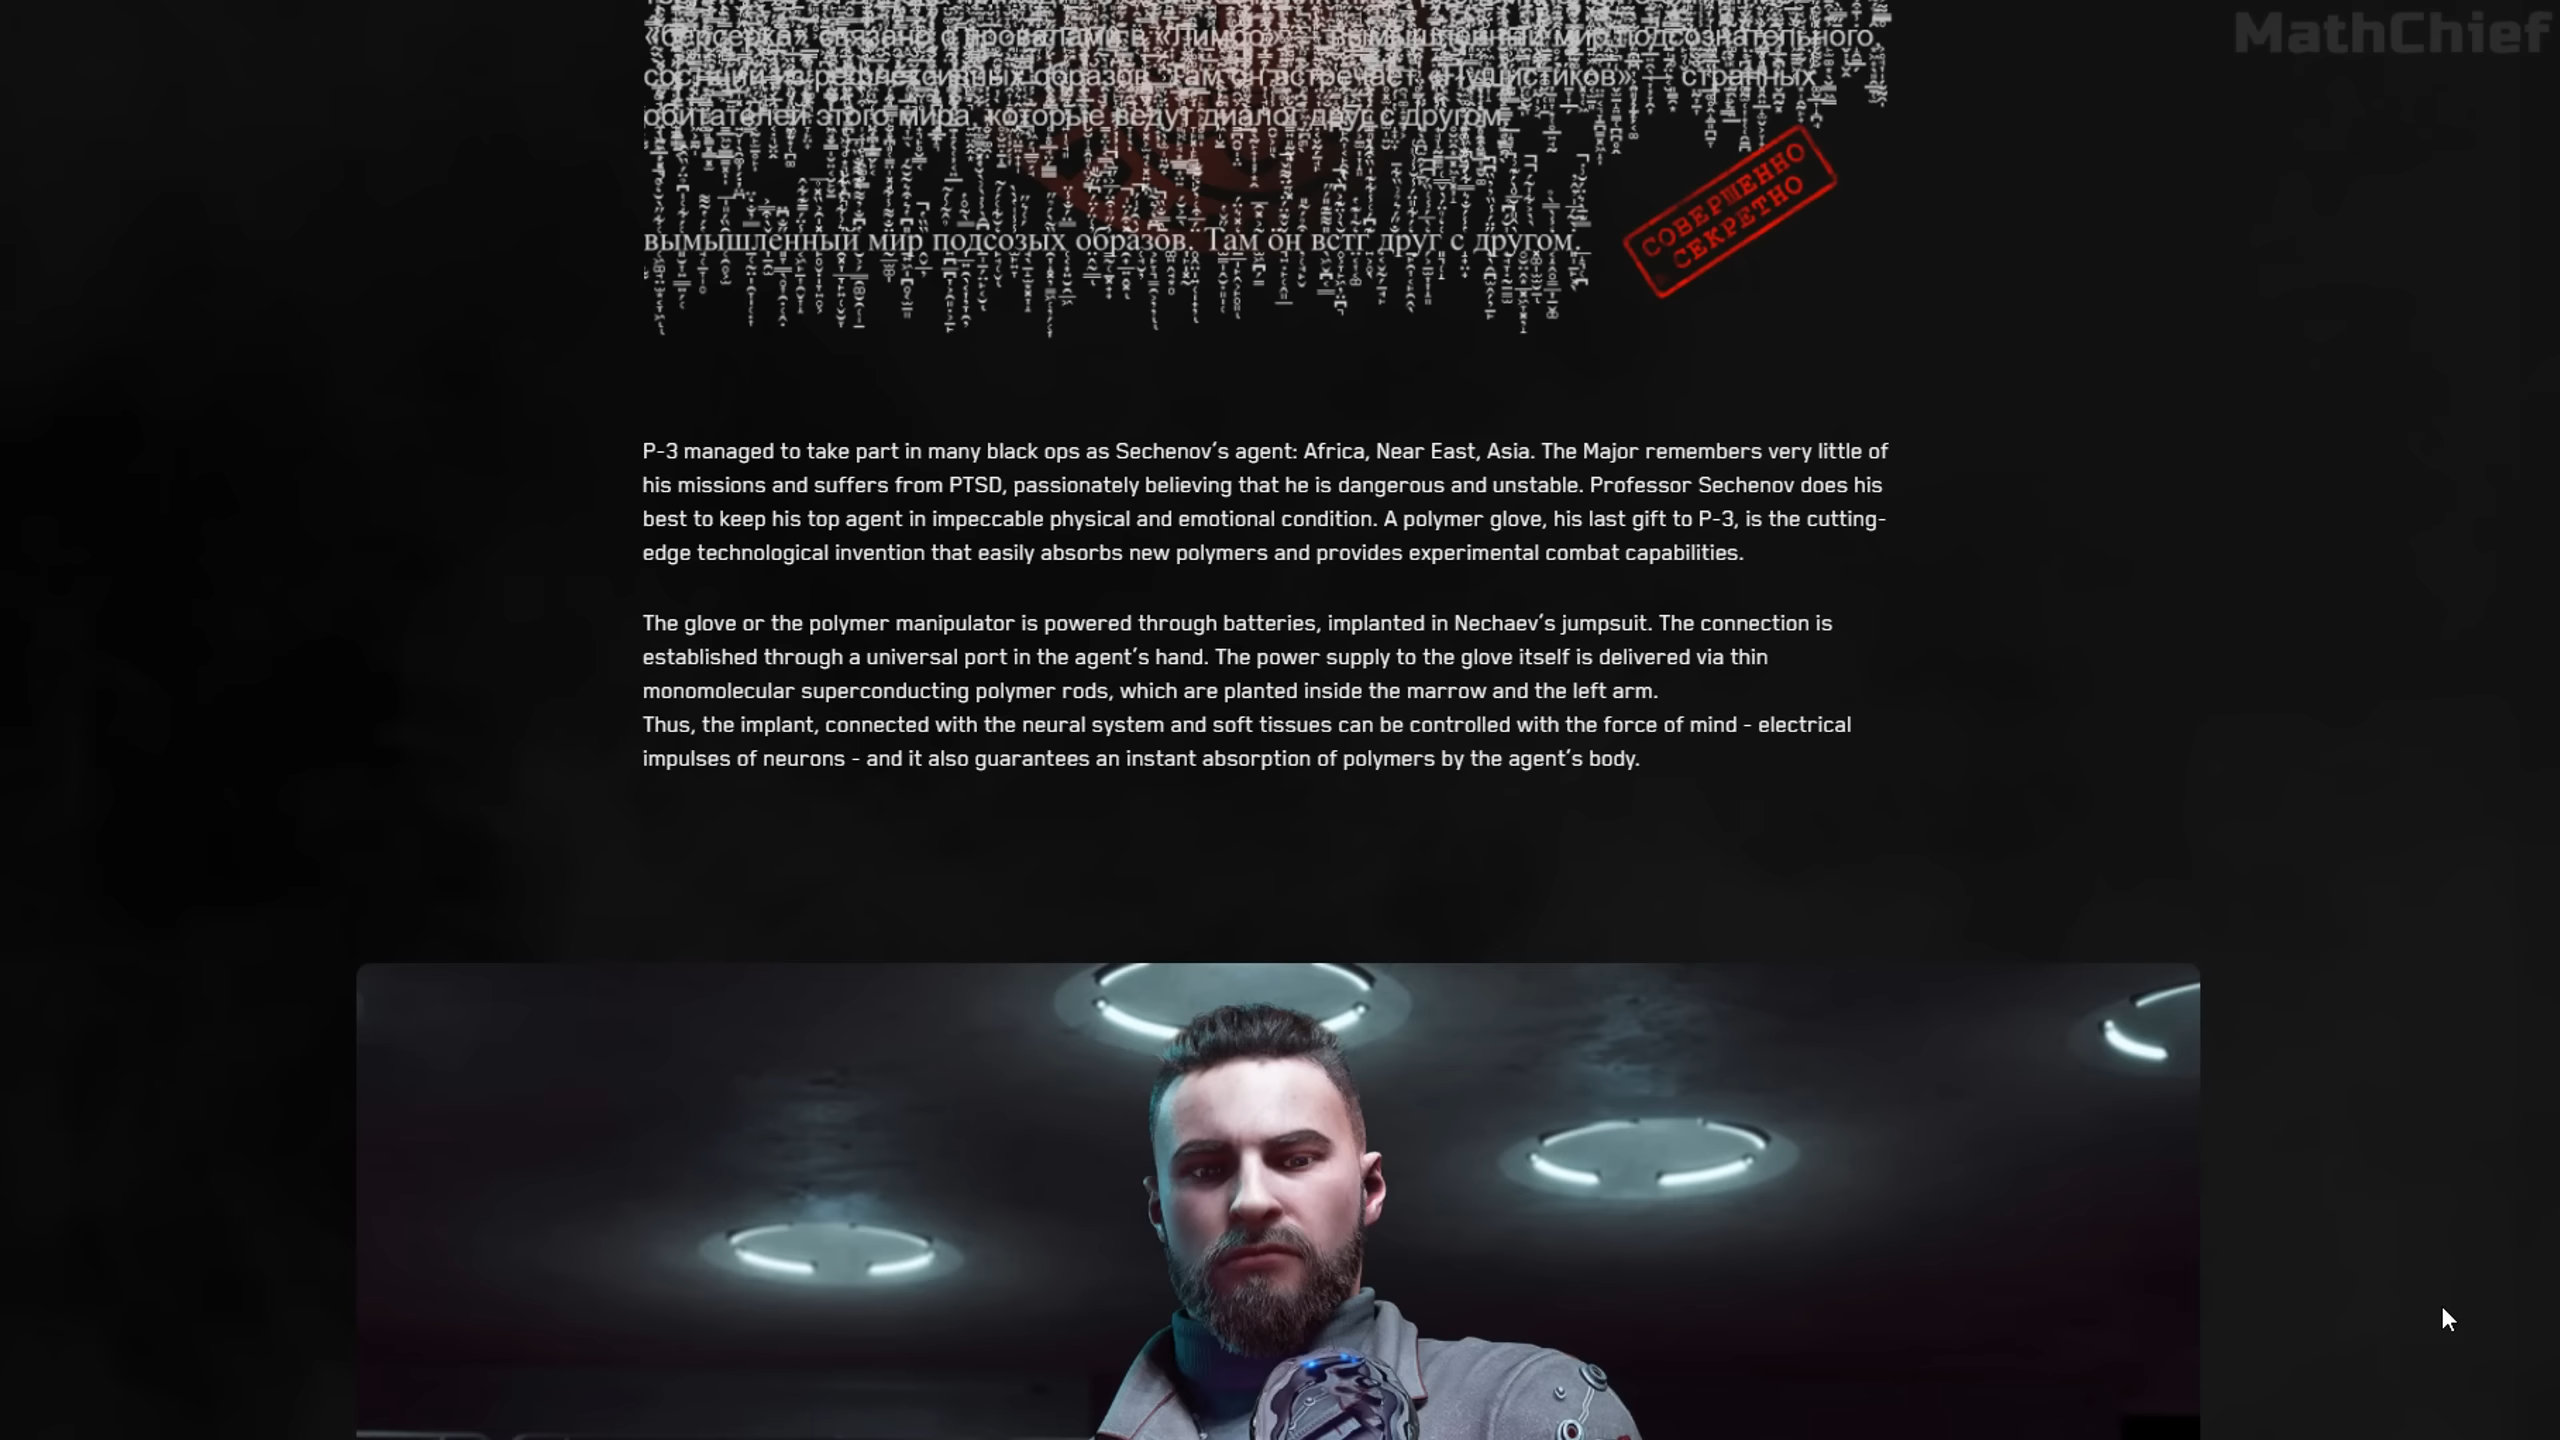 MathChief
«берсерка» связано с провалами в «Лимбо» — вымышленный мир подсознательного,
образов. Там он встречает «Пушистиков» — странных
обитателей этого мира, которые ведут диалог друг с другом.
СОВЕРШЕННО
СЕКРЕТНО
вымышленный мир подсозых образов. Там он встг друг с другом.
P-3 managed to take part in many black ops as Sechenov's agent: Africa, Near East, Asia. The Major remembers very little of
his missions and suffers from PTSD, passionately believing that he is dangerous and unstable. Professor Sechenov does his
best to keep his top agent in impeccable physical and emotional condition. A polymer glove, his last gift to P-3, is the cutting-
edge technological invention that easily absorbs new polymers and provides experimental combat capabilities.
The glove or the polymer manipulator is powered through batteries, implanted in Nechaev's jumpsuit. The connection is
established through a universal port in the agent's hand. The power supply to the glove itself is delivered via thin
monomolecular superconducting polymer rods, which are planted inside the marrow and the left arm.
Thus, the implant, connected with the neural system and soft tissues can be controlled with the force of mind - electrical
impulses of neurons - and it also guarantees an instant absorption of polymers by the agent's body.